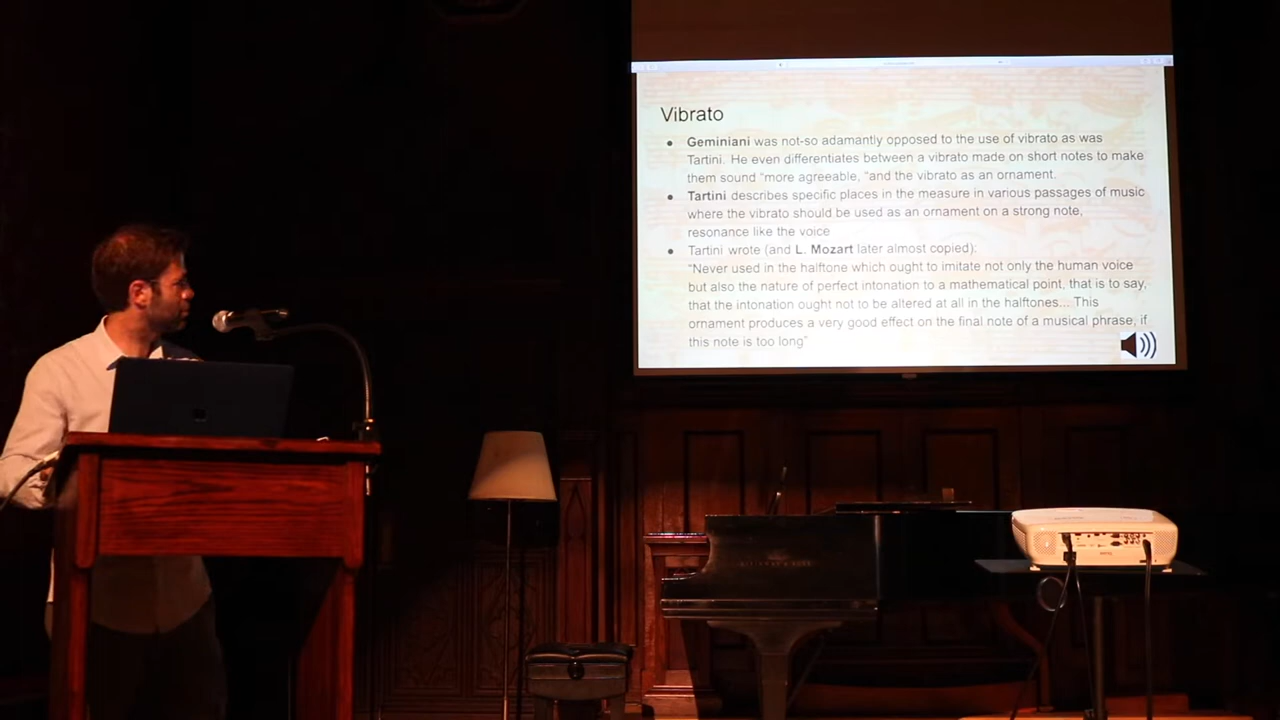 Vibrato
● Geminiani was not-so adamantly opposed to the use of vibrato as was
Tartini. He even differentiates between a vibrato made on short notes to make
them sound “more agreeable, “and the vibrato as an ornament.
● Tartini describes specific places in the measure in various passages of music
where the vibrato should be used as an ornament on a strong note,
resonance like the voice
● Tartini wrote (and L. Mozart later almost copied):
“Never used in the halftone which ought to imitate not only the human voice
but also the nature of perfect intonation to a mathematical point, that is to say,
that the intonation ought not to be altered at all in the halftones... This
ornament produces a very good effect on the final note of a musical phrase, if
this note is too long”